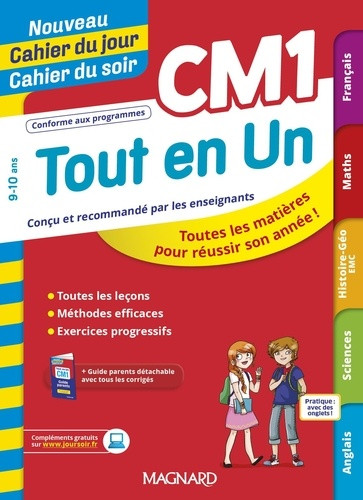 Nouveau
Cahier du jour
Cahier du soir
CM1
Conforme aux programmes
9-10 ans
Tout en Un
Conçu et recommandé par les enseignants
Toutes les matières
pour réussir son année !
• Toutes les leçons
• Méthodes efficaces
• Exercices progressifs
CM1
+ Guide parents détachable
avec tous les corrigés
Pratique :
avec des
onglets !
Compléments gratuits
sur www.joursoir.fr
MAGNARD
Français
Maths
Histoire-Géo
EMC
Sciences
Anglais